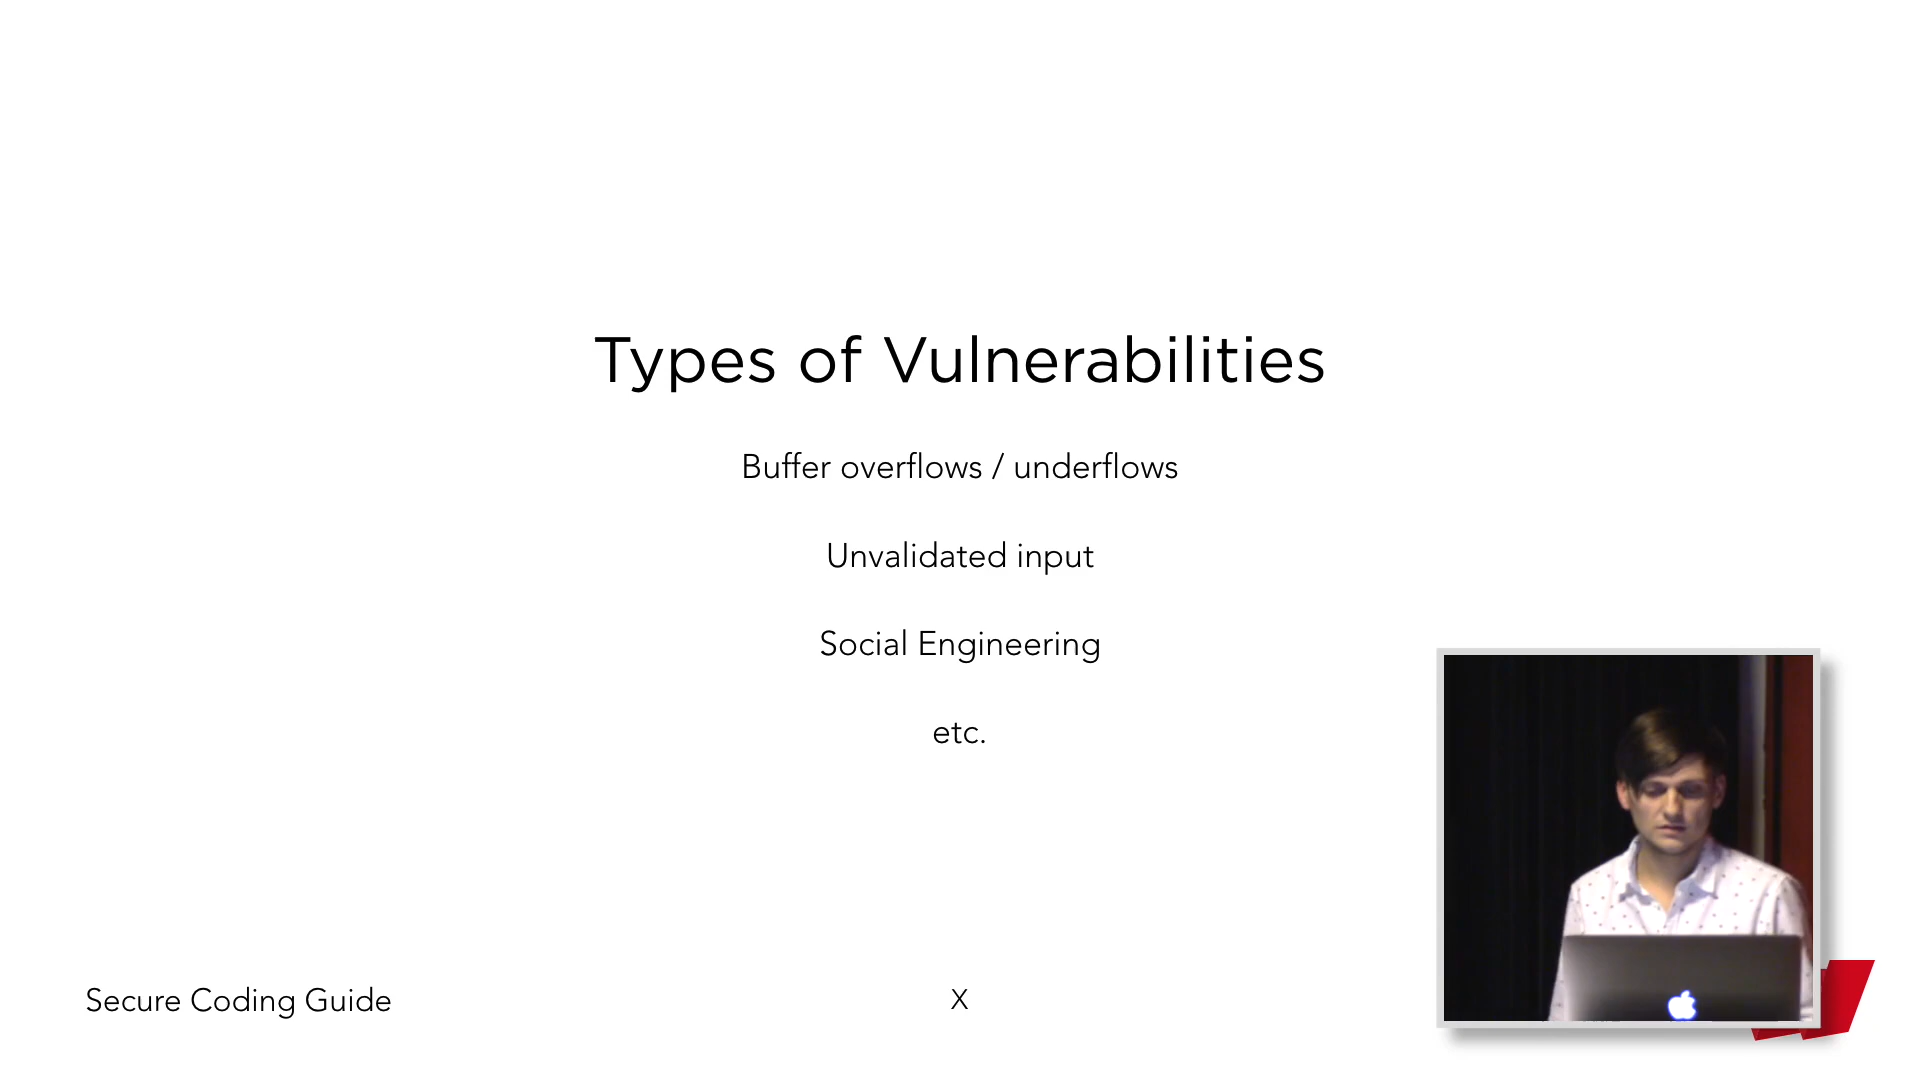 Types of Vulnerabilities
Buffer overflows / underflows
Unvalidated input
Social Engineering
etc.
Secure Coding Guide
X